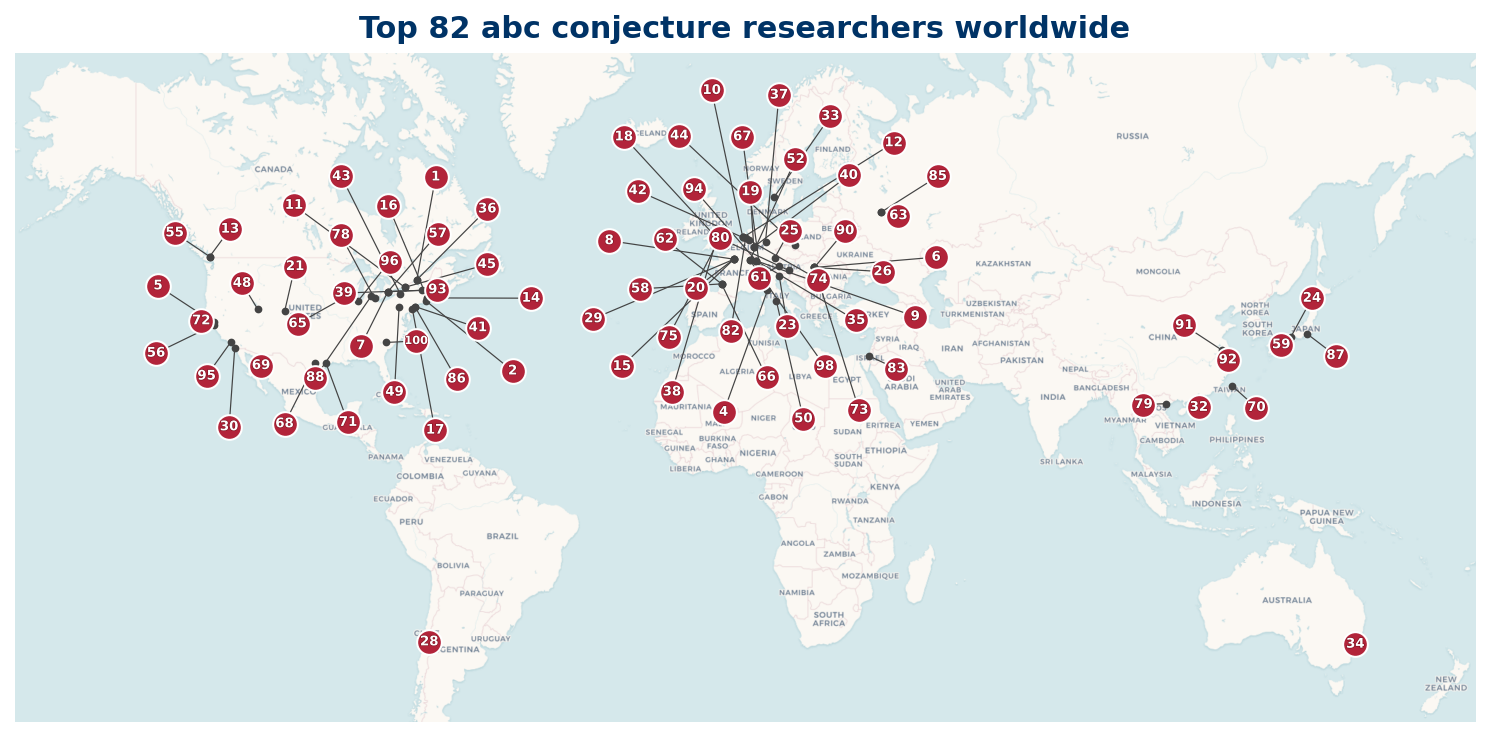 Top 82 abc conjecture researchers worldwide
10
37
33
18
ELAND
44
67
12
RUSSIA
FINLAND
52
NORWAY
CANADA
43
1
40
85
SWEDEN
42
94
19
11
16
36
63
DENMARK
UNITED
KINGDOM
IRELAND
55
13
78
57
8
62
80
25
LAND
BE
90
UKRAINE
96
45
21
6
KAZAKHSTAN
MONGOLIA
26
FRANCE
61
74
5
48
39
93
14
58
20
ITALY
BULGARIA
UZBEKISTAN
24
UNITED
65
29
SPAIN
GREECE
35
9
TURKMENISTAN
NORTH
KOREA
SOUTH
KOREA
JAPAN
72
41
75
82
23
91
CHINA
59
87
56
7
100
TUNISIA
SYRIA
IRAQ
IRAN
AFGHANISTAN
PAKISTAN
92
MOROCCO
95
69
88
86
2
15
ALGERIA
66
LIBYA
98
EGYPT
83
NEPAL
MEXICO
49
38
UNITED
ARAB
EMIRATES
BANGLADESH
INDIA
TAIWAN
MAURITANIA
4
NIGER
50
73
79
32
70
30
68
71
17
MYANMAR
VIETNAM
SENEGAL
BURKINA
FASO
SUDAN
ERITREA
YEMEN
CAMBODIA
PHILIPPINES
GUINEA
NIGERIA
ETHIOPIA
PANAMA
VENEZUELA
GHANA
SOUTH
SUDAN
SRI LANKA
LIBERIA
CAMEROON
MALAYSIA
COLOMBIA
GUYANA
KENYA
ECUADOR
GABON
RWANDA
INDONESIA
PERU
TANZANIA
PAPUA NEW
GUINEA
BRAZIL
ANGOLA
ZAMBIA
BOLIVIA
MOZAMBIQUE
PARAGUAY
NAMIBIA
AUSTRALIA
SOUTH
AFRICA
28
URUGUAY
GENTINA
34
NEW
ZEALAND